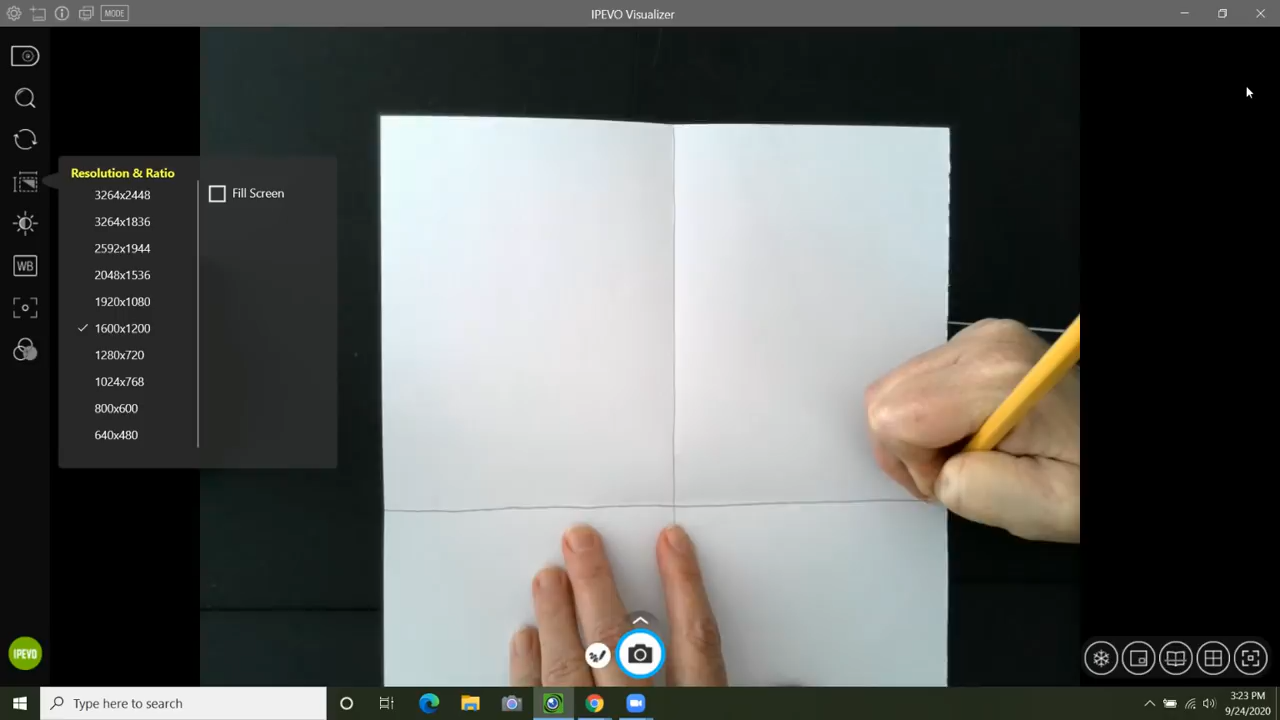 MODE
IPEVO Visualizer
Resolution & Ratio
3264x2448
Fill Screen
3264x1836
2592x1944
2048x1536
1920x1080
1600x1200
1280x720
1024x768
800x600
640x480
WB
IPEVO
Type here to search
3:23 PM
9/24/2020